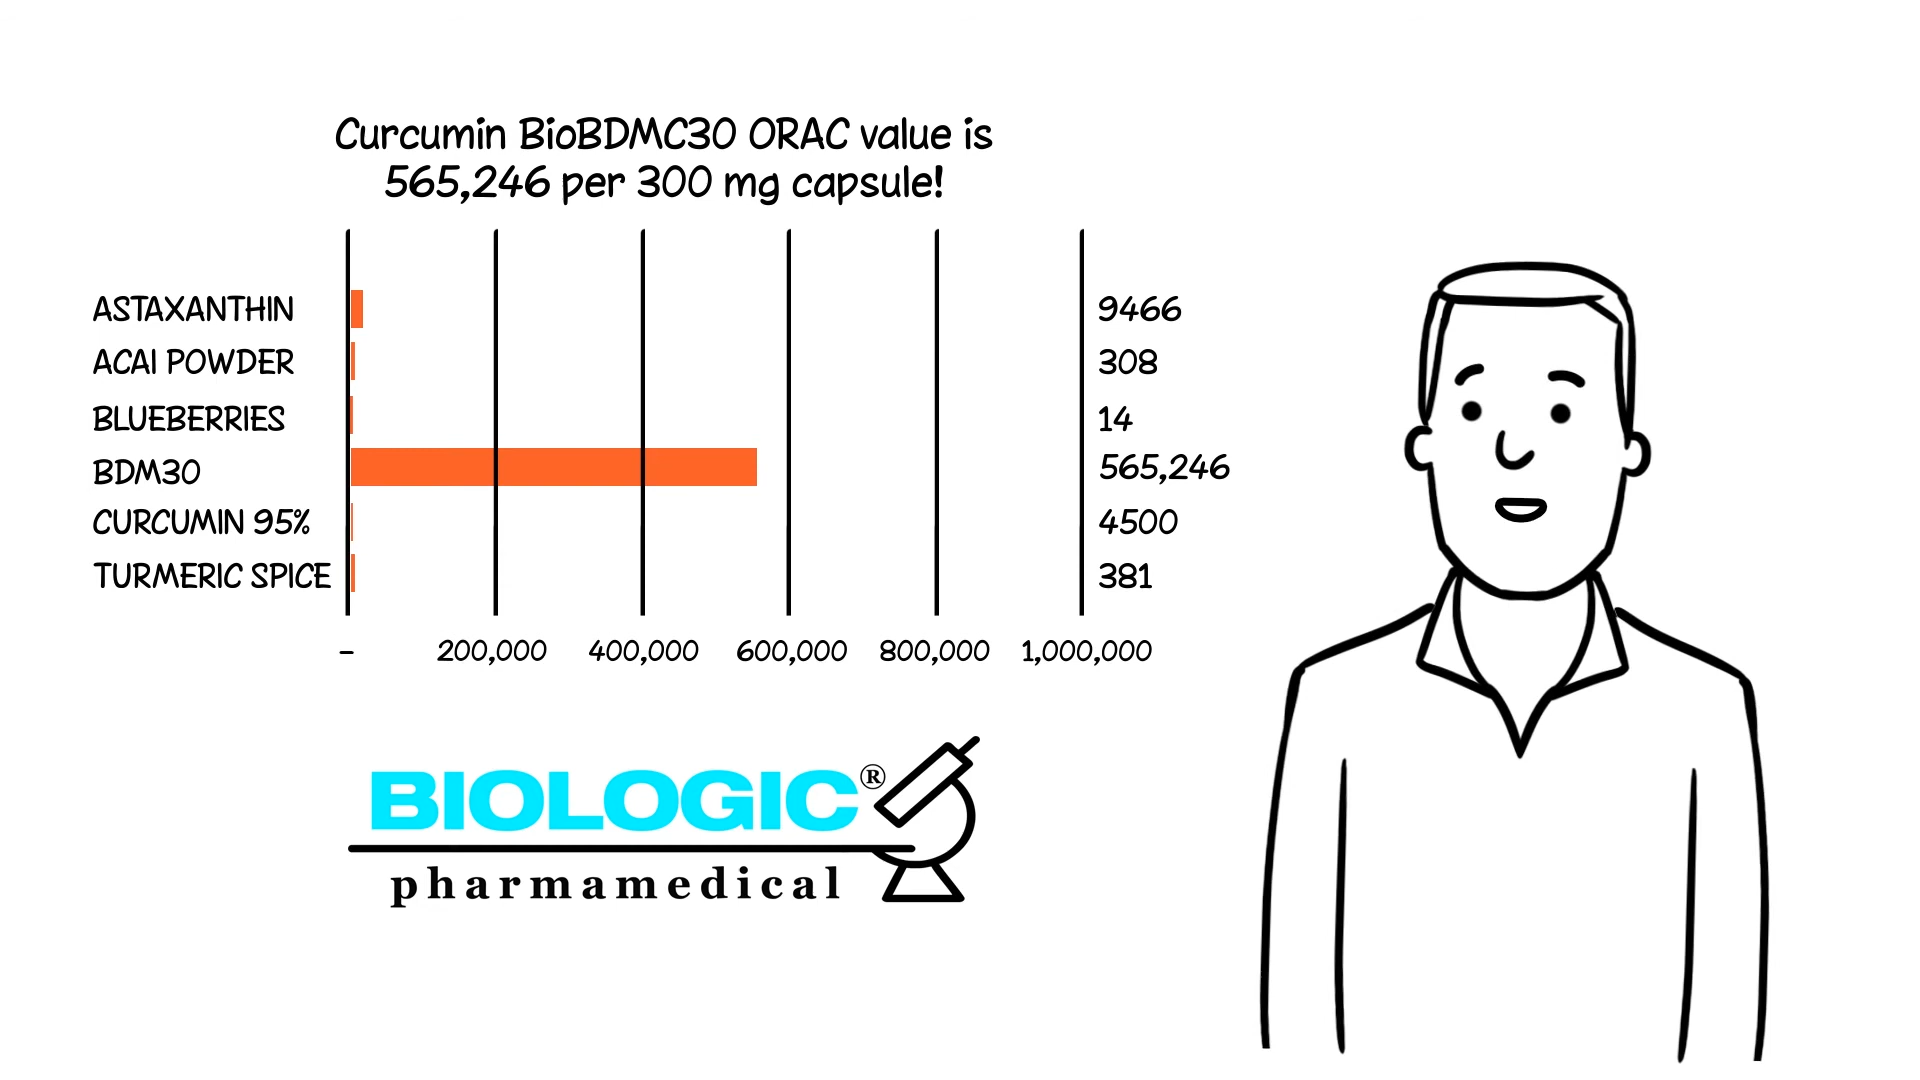 Curcumin BioBDMC30 ORAC value is
565,246 per 300 mg capsule!
ASTAXANTHIN 9466
ACAI POWDER 308
BLUEBERRIES 14
BDM30 565,246
CURCUMIN 95% 4500
TURMERIC SPICE 381
– 200,000 400,000 600,000 800,000 1,000,000
BIOLOGIC®
pharmamedical